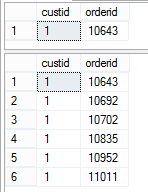 custid orderid
1 1 10643
custid orderid
1 1 10643
2 1 10692
3 1 10702
4 1 10835
5 1 10952
6 1 11011